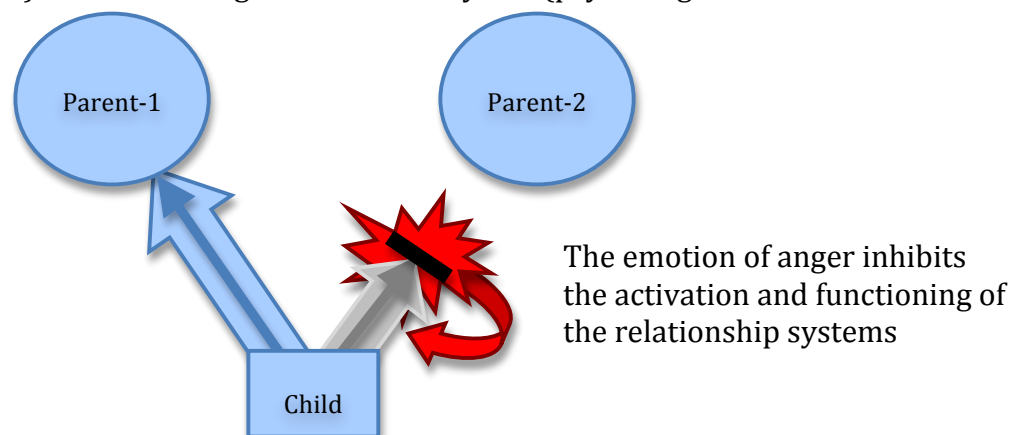 Parent-1
Parent-2
The emotion of anger inhibits
the activation and functioning of
the relationship systems
Child